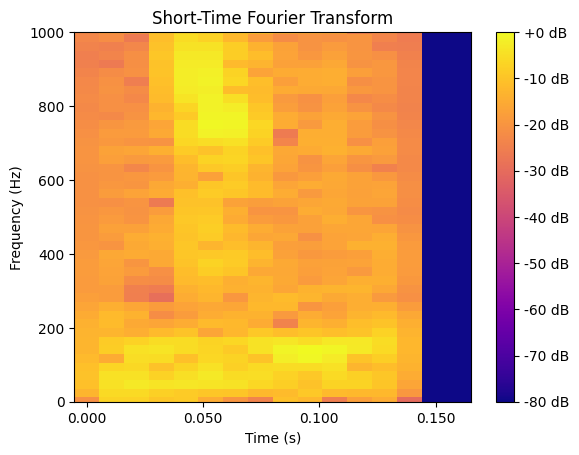 Short-Time Fourier Transform
Frequency (Hz)
1000
800
600
400
200
0
0.000 0.050 0.100 0.150
Time (s)
+0 dB
-10 dB
-20 dB
-30 dB
-40 dB
-50 dB
-60 dB
-70 dB
-80 dB